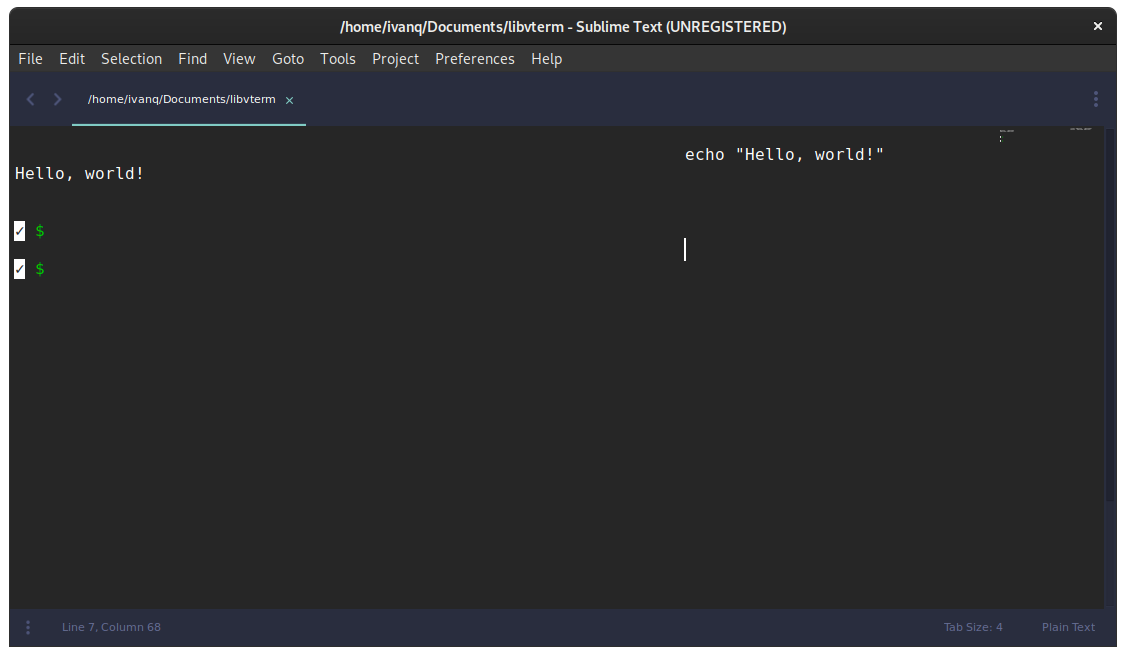 /home/ivanq/Documents/libvterm - Sublime Text (UNREGISTERED)
File Edit Selection Find View Goto Tools Project Preferences Help
/home/ivanq/Documents/libvterm
echo "Hello, world!"
Hello, world!
✓ $
✓ $
Line 7, Column 68 Tab Size: 4 Plain Text